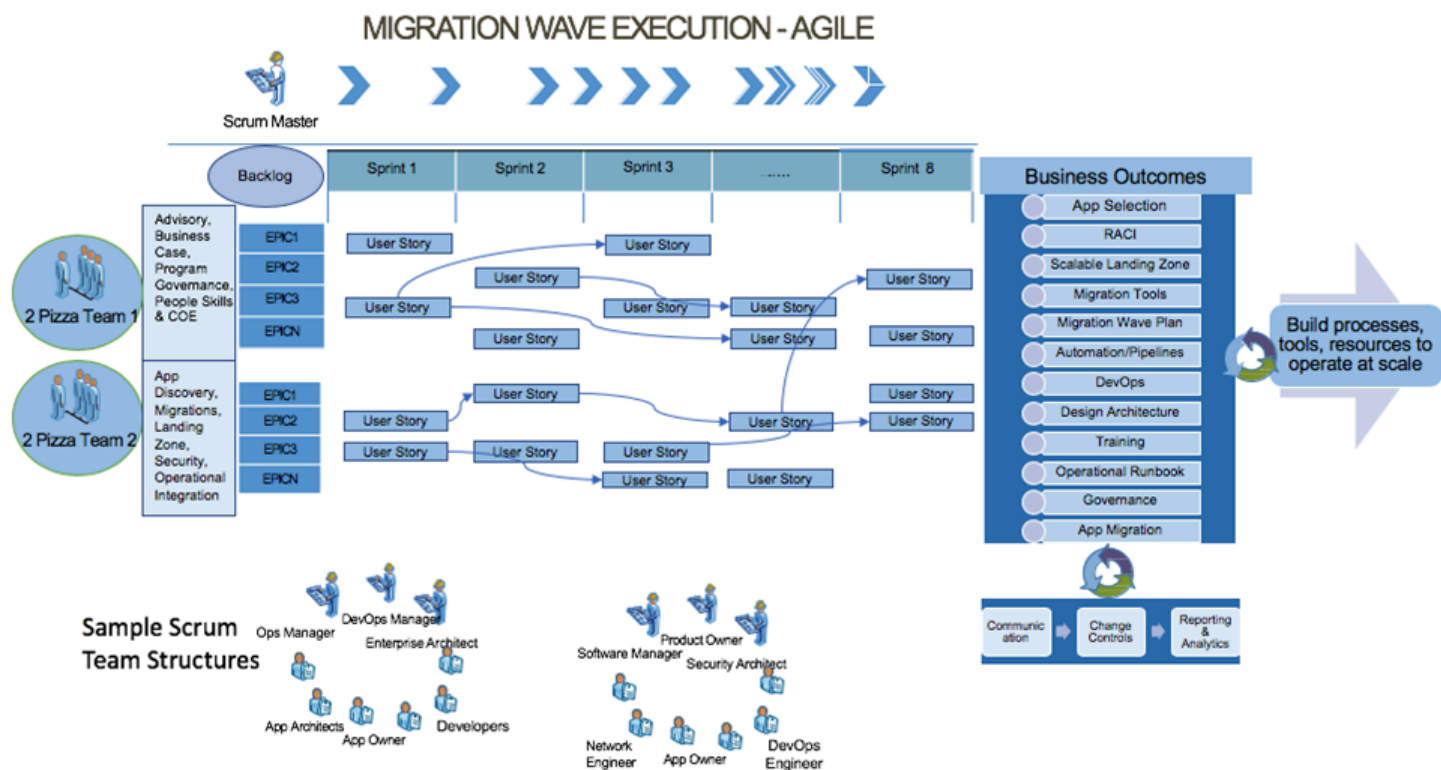 MIGRATION WAVE EXECUTION - AGILE
Scrum Master
Backlog
Sprint 1
Sprint 2
Sprint 3
.......
Sprint 8
2 Pizza Team 1
Advisory,
Business
Case,
Program
Governance,
People Skills
& COE
EPIC1
EPIC2
EPIC3
EPICN
User Story
User Story
User Story
User Story
User Story
User Story
User Story
User Story
User Story
User Story
User Story
2 Pizza Team 2
App
Discovery,
Migrations,
Landing
Zone,
Security,
Operational
Integration
EPIC1
EPIC2
EPIC3
EPICN
User Story
User Story
User Story
User Story
User Story
User Story
User Story
User Story
User Story
User Story
Business Outcomes
App Selection
RACI
Scalable Landing Zone
Migration Tools
Migration Wave Plan
Automation/Pipelines
DevOps
Design Architecture
Training
Operational Runbook
Governance
App Migration
Build processes,
tools, resources to
operate at scale
Communic
ation
Change
Controls
Reporting
&
Analytics
Sample Scrum
Team Structures
Ops Manager
DevOps Manager
Enterprise Architect
App Architects
App Owner
Developers
Software Manager
Product Owner
Security Architect
Network
Engineer
App Owner
DevOps
Engineer